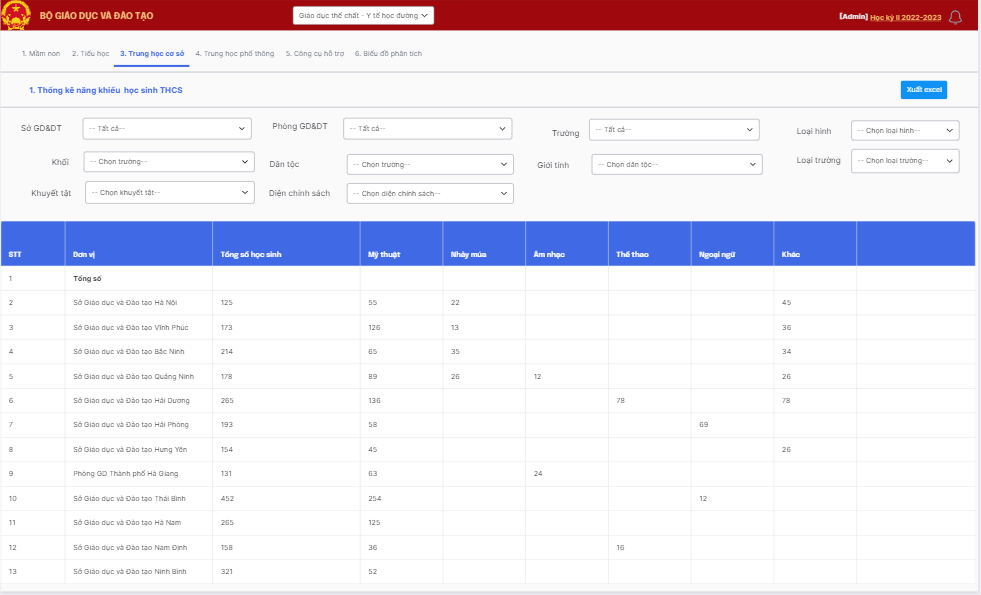 BỘ GIÁO DỤC VÀ ĐÀO TẠO
Giáo dục thể chất - Y tế học đường
[Admin] Học kỳ II 2022-2023
1. Mầm non 2. Tiểu học 3. Trung học cơ sở 4. Trung học phổ thông 5. Công cụ hỗ trợ 6. Biểu đồ phân tích
1. Thống kê năng khiếu học sinh THCS
Xuất excel
Sở GD&ĐT -- Tất cả-- Phòng GD&ĐT -- Tất cả-- Trường -- Tất cả-- Loại hình -- Chọn loại hình--
Khối -- Chọn trường-- Dân tộc -- Chọn trường-- Giới tính -- Chọn dân tộc-- Loại trường -- Chọn loại trường--
Khuyết tật -- Chọn khuyết tật-- Diện chính sách -- Chọn diện chính sách--
STT Đơn vị Tổng số học sinh Mỹ thuật Nhảy múa Âm nhạc Thể thao Ngoại ngữ Khác
1 Tổng số
2 Sở Giáo dục và Đào tạo Hà Nội 125 55 22 45
3 Sở Giáo dục và Đào tạo Vĩnh Phúc 173 126 13 36
4 Sở Giáo dục và Đào tạo Bắc Ninh 214 65 35 34
5 Sở Giáo dục và Đào tạo Quảng Ninh 178 89 26 12 26
6 Sở Giáo dục và Đào tạo Hải Dương 265 136 78 78
7 Sở Giáo dục và Đào tạo Hải Phòng 193 58 69
8 Sở Giáo dục và Đào tạo Hưng Yên 154 45 26
9 Phòng GD Thành phố Hà Giang 131 63 24
10 Sở Giáo dục và Đào tạo Thái Bình 452 254 12
11 Sở Giáo dục và Đào tạo Hà Nam 265 125
12 Sở Giáo dục và Đào tạo Nam Định 158 36 16
13 Sở Giáo dục và Đào tạo Ninh Bình 321 52